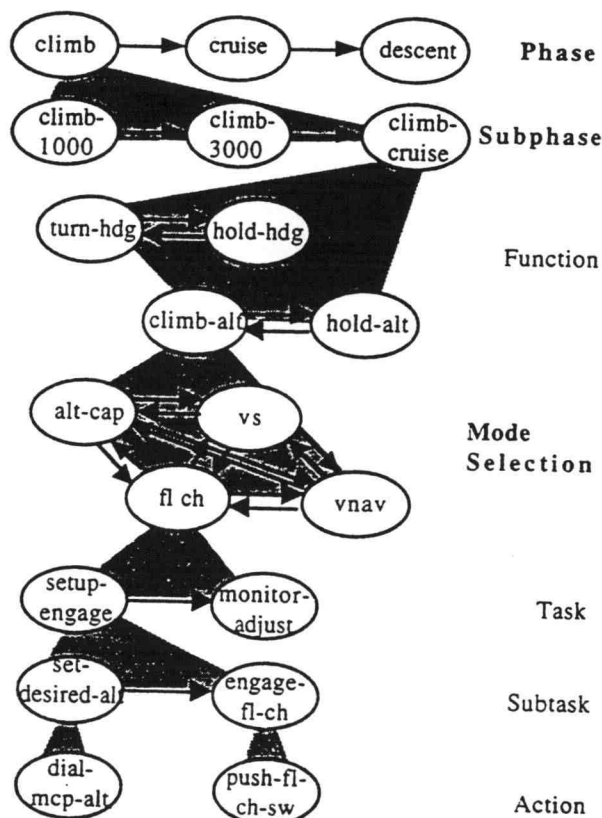 climb cruise descent Phase
climb-1000 climb-3000 climb-cruise Subphase
turn-hdg hold-hdg Function
climb-alt hold-alt
alt-cap vs Mode Selection
fl ch vnav
setup-engage monitor-adjust Task
set-desired-alt engage-fl-ch Subtask
dial-mcp-alt push-fl-ch-sw Action